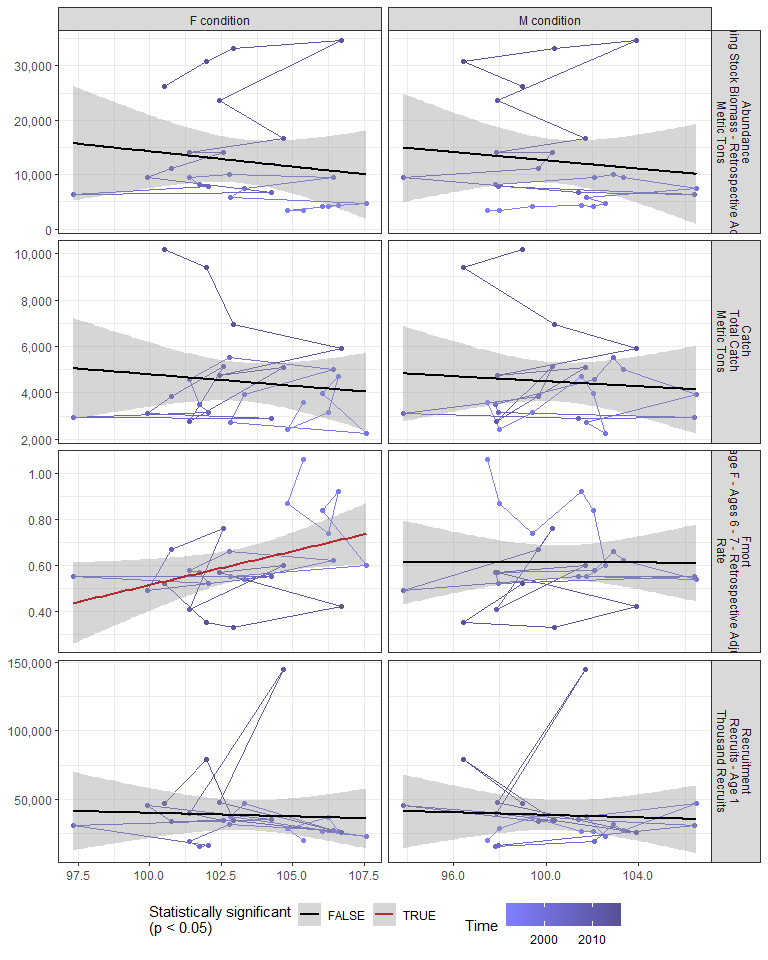 F condition
M condition
30,000
20,000
10,000
0
Abundance
ing Stock Biomass - Retrospective Ad
Metric Tons
10,000
8,000
6,000
4,000
2,000
Catch
Total Catch
Metric Tons
1.00
0.80
0.60
0.40
Fmort
age F - Ages 6 - 7 - Retrospective Adj
Rate
150,000
100,000
50,000
Recruitment
Recruits - Age 1
Thousand Recruits
97.5 100.0 102.5 105.0 107.5
96.0 100.0 104.0
Statistically significant
(p < 0.05)
FALSE TRUE
Time
2000 2010